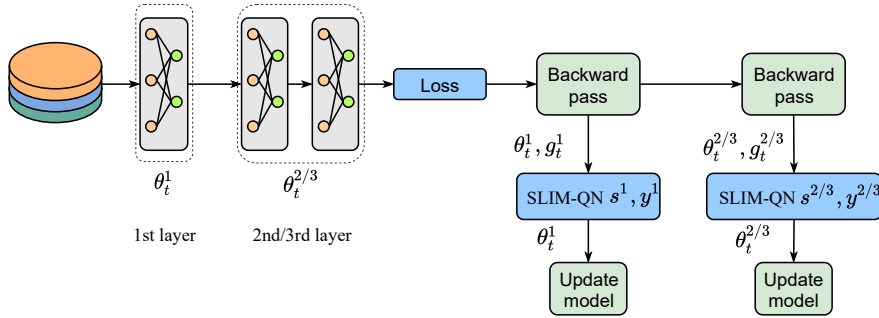 Loss
Backward
pass
Backward
pass
θ_t^1
θ_t^{2/3}
θ_t^1, g_t^1
θ_t^{2/3}, g_t^{2/3}
SLIM-QN s^1, y^1
SLIM-QN s^{2/3}, y^{2/3}
1st layer
2nd/3rd layer
θ_t^1
θ_t^{2/3}
Update
model
Update
model